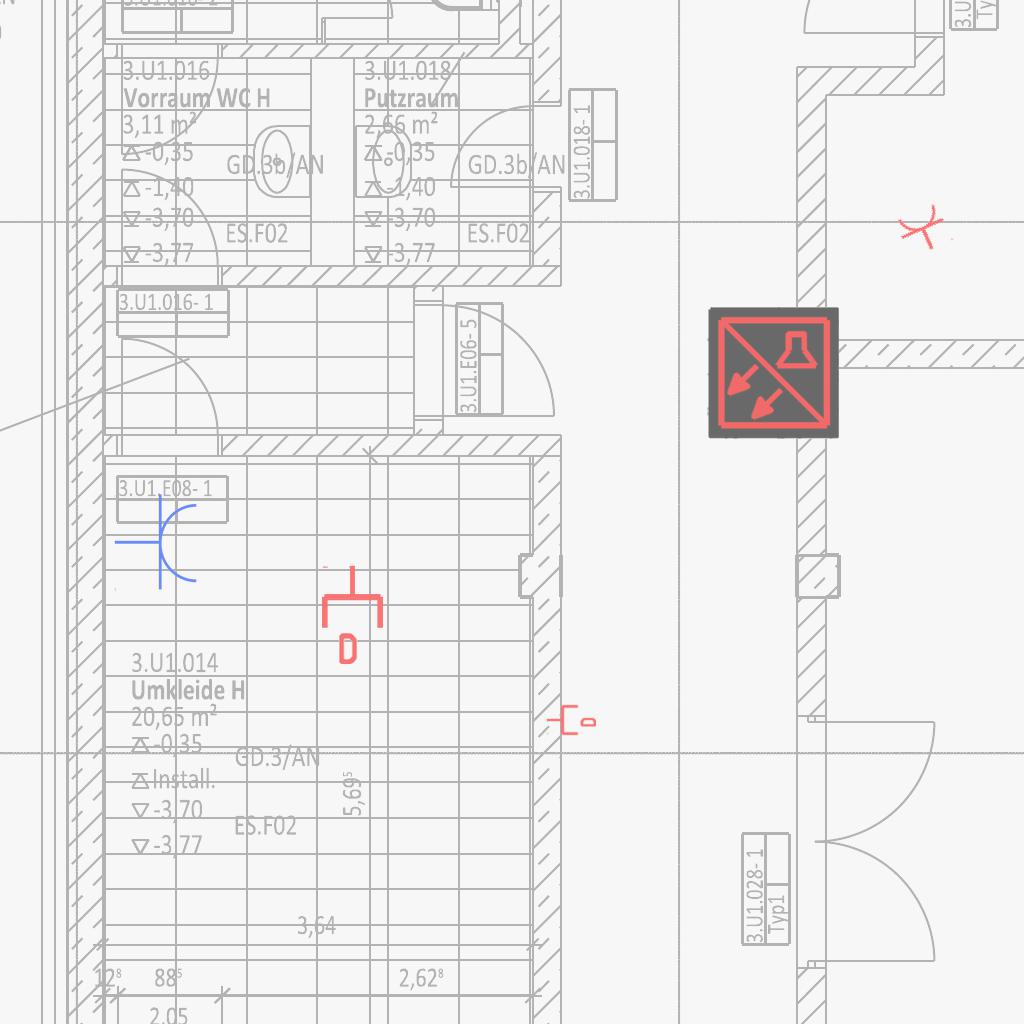 3.U1.016
Vorraum WC H
3,11 m²
-0,35
-1,40
-3,70
-3,77
GD.3b/AN
ES.F02
3.U1.018
Putzraum
2,66 m²
-0,35
-1,40
-3,70
-3,77
GD.3b/AN
ES.F02
3.U1.018- 1
3.U1.016- 1
3.U1.E06- 5
3.U1.E08- 1
D
3.U1.014
Umkleide H
20,65 m²
-0,35
Install.
-3,70
-3,77
GD.3/AN
ES.F02
5,69⁵
D
3.U1.028- 1
Typ1
3,64
12⁸
88⁵
2,62⁸
2,05